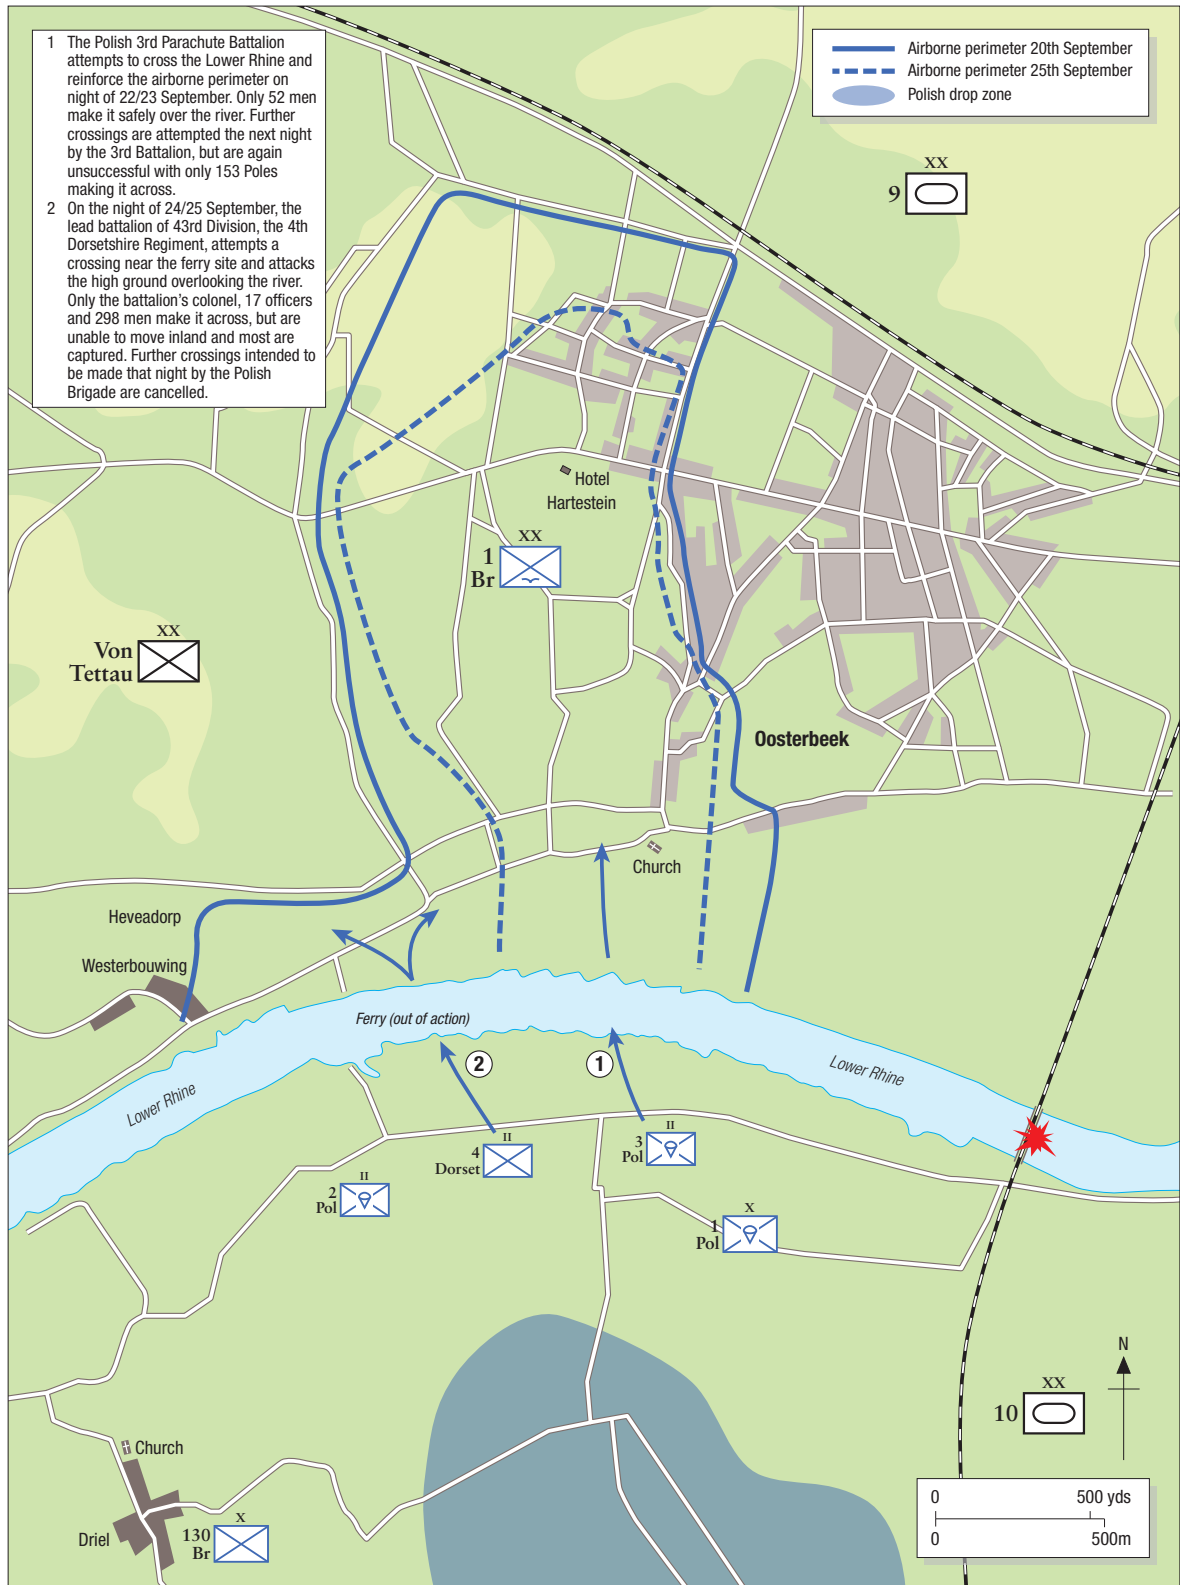 1 The Polish 3rd Parachute Battalion
attempts to cross the Lower Rhine and
reinforce the airborne perimeter on
night of 22/23 September. Only 52 men
make it safely over the river. Further
crossings are attempted the next night
by the 3rd Battalion, but are again
unsuccessful with only 153 Poles
making it across.
2 On the night of 24/25 September, the
lead battalion of 43rd Division, the 4th
Dorsetshire Regiment, attempts a
crossing near the ferry site and attacks
the high ground overlooking the river.
Only the battalion's colonel, 17 officers
and 298 men make it across, but are
unable to move inland and most are
captured. Further crossings intended to
be made that night by the Polish
Brigade are cancelled.
Airborne perimeter 20th September
Airborne perimeter 25th September
Polish drop zone
XX
9
Hotel
Hartestein
XX
1
Br
XX
Von
Tettau
Oosterbeek
Church
Heveadorp
Westerbouwing
Ferry (out of action)
Lower Rhine
Lower Rhine
2
1
II
4
Dorset
II
3
Pol
II
2
Pol
X
1
Pol
N
XX
10
Church
Driel
X
130
Br
0 500 yds
0 500m